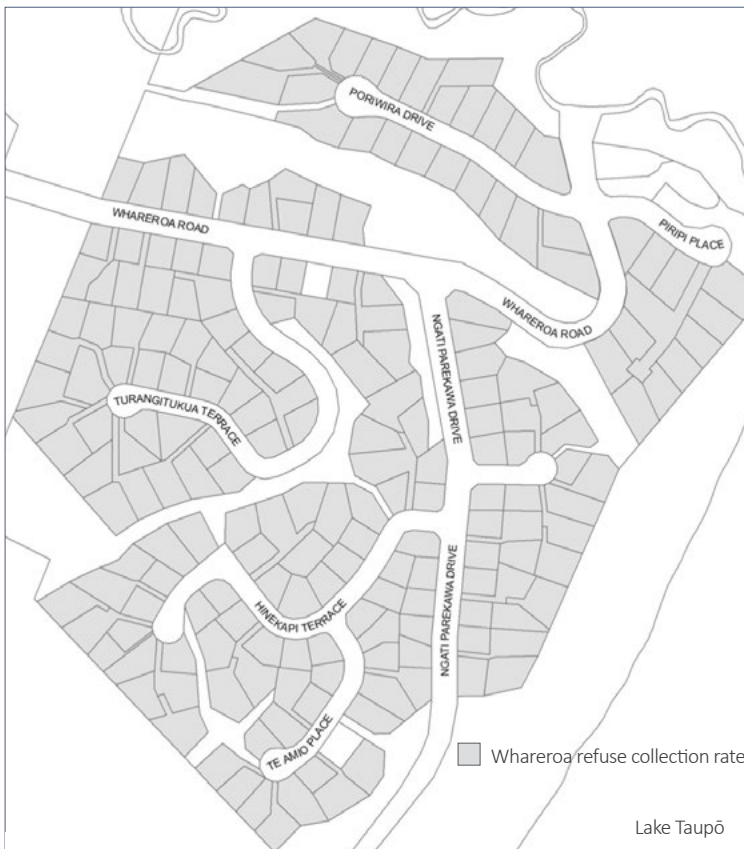 PORIWIRA DRIVE
WHAREROA ROAD
PIRIPI PLACE
WHAREROA ROAD
NGATI PAREKAWA DRIVE
TURANGITUKUA TERRACE
NGATI PAREKAWA DRIVE
HINEKAPI TERRACE
TE AMIO PLACE
Whareroa refuse collection rate
Lake Taupō